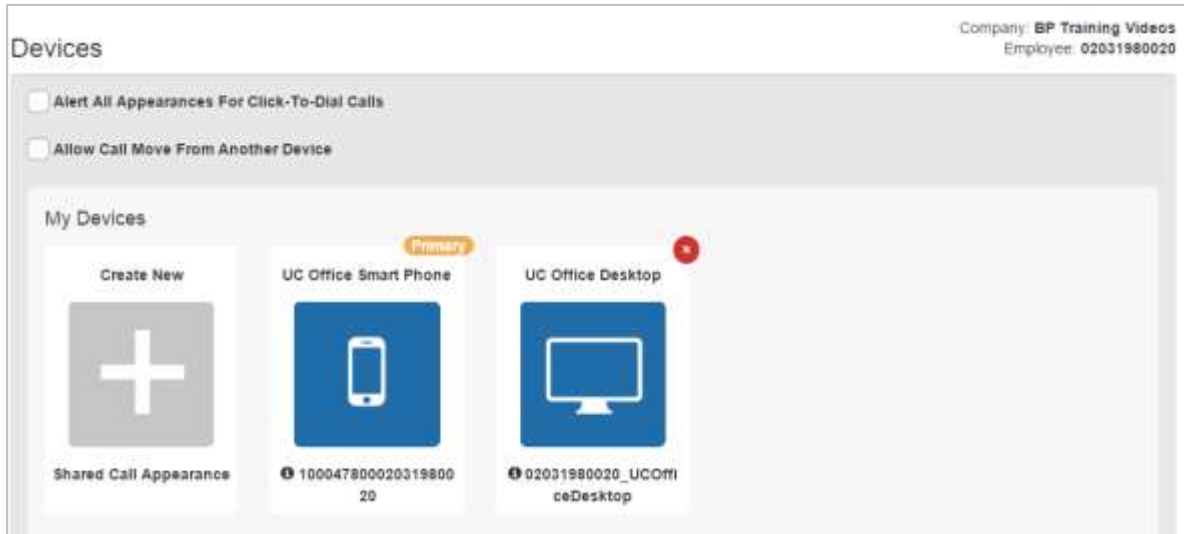 Company: BP Training Videos
Devices
Employee: 02031980020
Alert All Appearances For Click-To-Dial Calls
Allow Call Move From Another Device
My Devices
Primary
Create New
UC Office Smart Phone
UC Office Desktop
Shared Call Appearance
100047800020319800
20
02031980020_UCOffi
ceDesktop